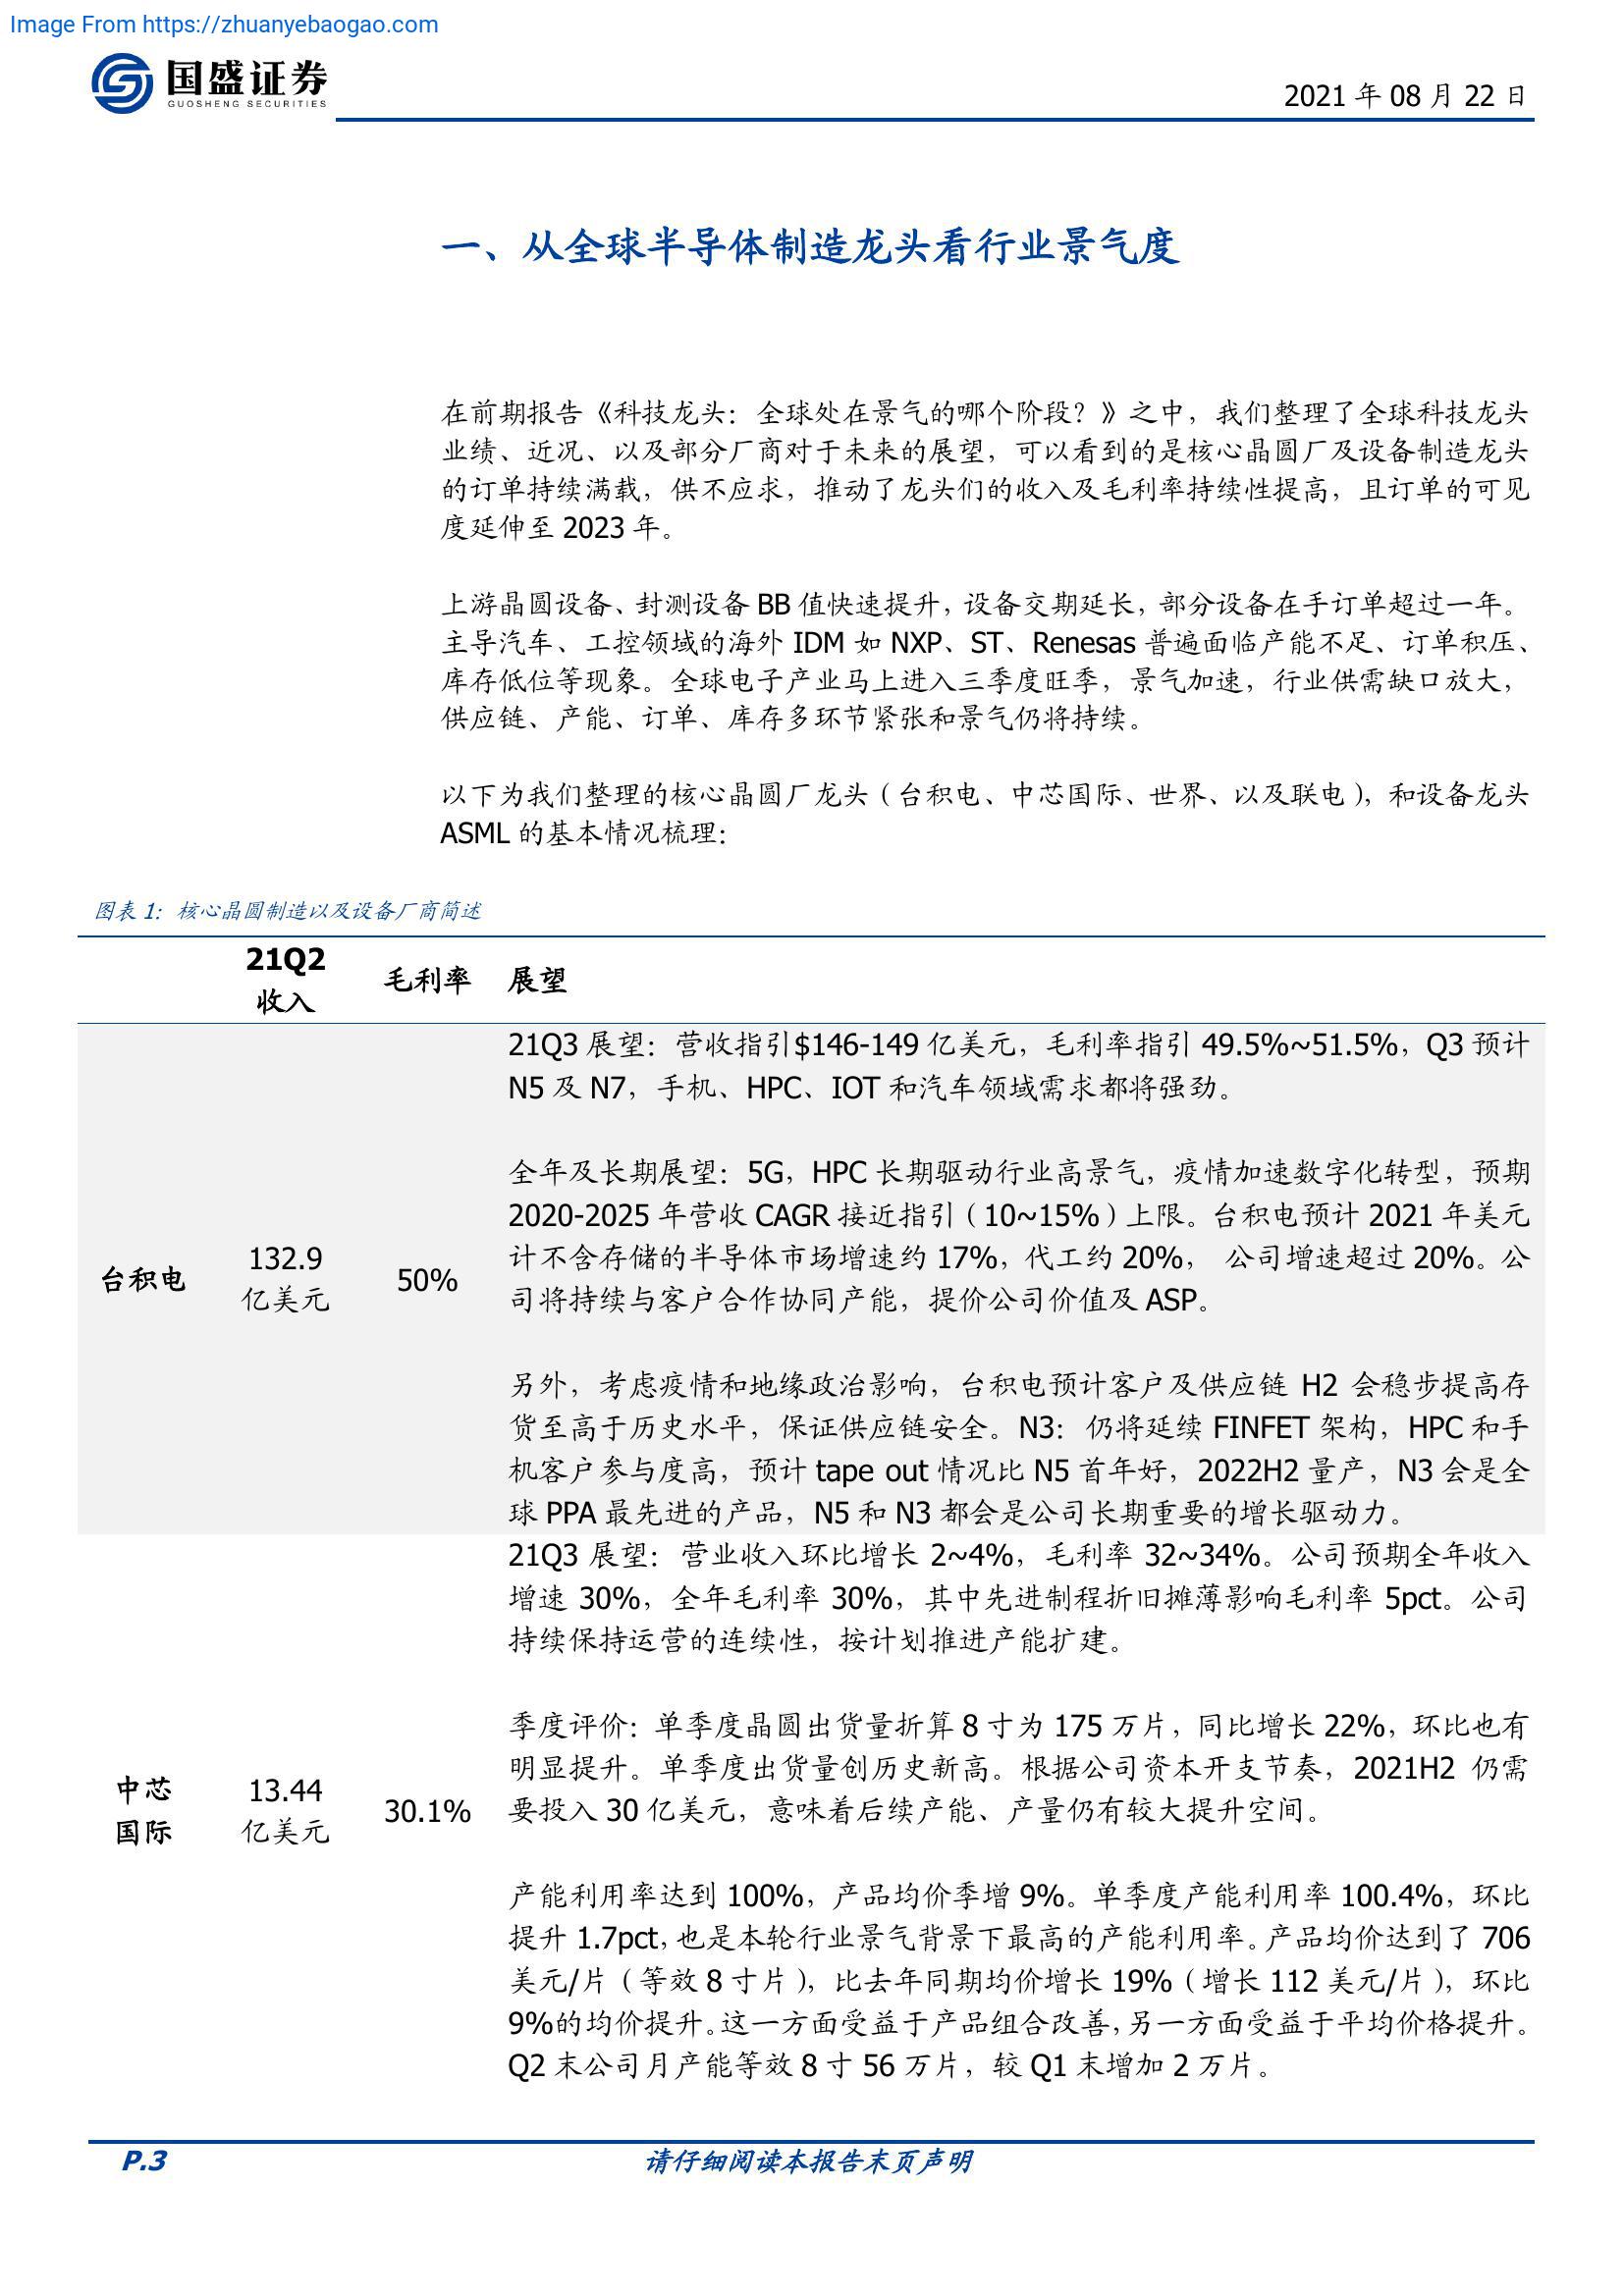 Image From https://zhuanyebaogao.com
国盛证券
GUOSHENG SECURITIES
2021 年 08 月 22 日
一、从全球半导体制造龙头看行业景气度
在前期报告《科技龙头：全球处在景气的哪个阶段？》之中，我们整理了全球科技龙头
业绩、近况、以及部分厂商对于未来的展望，可以看到的是核心晶圆厂及设备制造龙头
的订单持续满载，供不应求，推动了龙头们的收入及毛利率持续性提高，且订单的可见
度延伸至 2023 年。
上游晶圆设备、封测设备 BB 值快速提升，设备交期延长，部分设备在手订单超过一年。
主导汽车、工控领域的海外 IDM 如 NXP、ST、Renesas 普遍面临产能不足、订单积压、
库存低位等现象。全球电子产业马上进入三季度旺季，景气加速，行业供需缺口放大，
供应链、产能、订单、库存多环节紧张和景气仍将持续。
以下为我们整理的核心晶圆厂龙头（台积电、中芯国际、世界、以及联电），和设备龙头
ASML 的基本情况梳理：
图表 1：核心晶圆制造以及设备厂商简述
21Q2
收入
毛利率
展望
台积电
132.9
亿美元
50%
21Q3 展望：营收指引$146-149 亿美元，毛利率指引 49.5%~51.5%，Q3 预计
N5 及 N7，手机、HPC、IOT 和汽车领域需求都将强劲。
全年及长期展望：5G，HPC 长期驱动行业高景气，疫情加速数字化转型，预期
2020-2025 年营收 CAGR 接近指引（10~15%）上限。台积电预计 2021 年美元
计不含存储的半导体市场增速约 17%，代工约 20%， 公司增速超过 20%。公
司将持续与客户合作协同产能，提价公司价值及 ASP。
另外，考虑疫情和地缘政治影响，台积电预计客户及供应链 H2 会稳步提高存
货至高于历史水平，保证供应链安全。N3：仍将延续 FINFET 架构，HPC 和手
机客户参与度高，预计 tape out 情况比 N5 首年好，2022H2 量产，N3 会是全
球 PPA 最先进的产品，N5 和 N3 都会是公司长期重要的增长驱动力。
中芯
国际
13.44
亿美元
30.1%
21Q3 展望：营业收入环比增长 2~4%，毛利率 32~34%。公司预期全年收入
增速 30%，全年毛利率 30%，其中先进制程折旧摊薄影响毛利率 5pct。公司
持续保持运营的连续性，按计划推进产能扩建。
季度评价：单季度晶圆出货量折算 8 寸为 175 万片，同比增长 22%，环比也有
明显提升。单季度出货量创历史新高。根据公司资本开支节奏，2021H2 仍需
要投入 30 亿美元，意味着后续产能、产量仍有较大提升空间。
产能利用率达到 100%，产品均价季增 9%。单季度产能利用率 100.4%，环比
提升 1.7pct，也是本轮行业景气背景下最高的产能利用率。产品均价达到了 706
美元/片（等效 8 寸片），比去年同期均价增长 19%（增长 112 美元/片），环比
9%的均价提升。这一方面受益于产品组合改善，另一方面受益于平均价格提升。
Q2 末公司月产能等效 8 寸 56 万片，较 Q1 末增加 2 万片。
P.3
请仔细阅读本报告末页声明